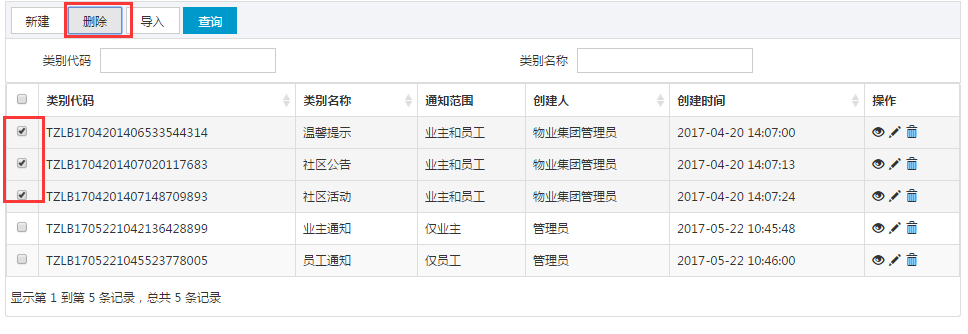 新建 删除 导入 查询
类别代码 类别名称
类别代码 类别名称 通知范围 创建人 创建时间 操作
TZLB1704201406533544314 温馨提示 业主和员工 物业集团管理员 2017-04-20 14:07:00
TZLB1704201407020117683 社区公告 业主和员工 物业集团管理员 2017-04-20 14:07:13
TZLB1704201407148709893 社区活动 业主和员工 物业集团管理员 2017-04-20 14:07:24
TZLB1705221042136428899 业主通知 仅业主 管理员 2017-05-22 10:45:48
TZLB1705221045523778005 员工通知 仅员工 管理员 2017-05-22 10:46:00
显示第 1 到第 5 条记录，总共 5 条记录